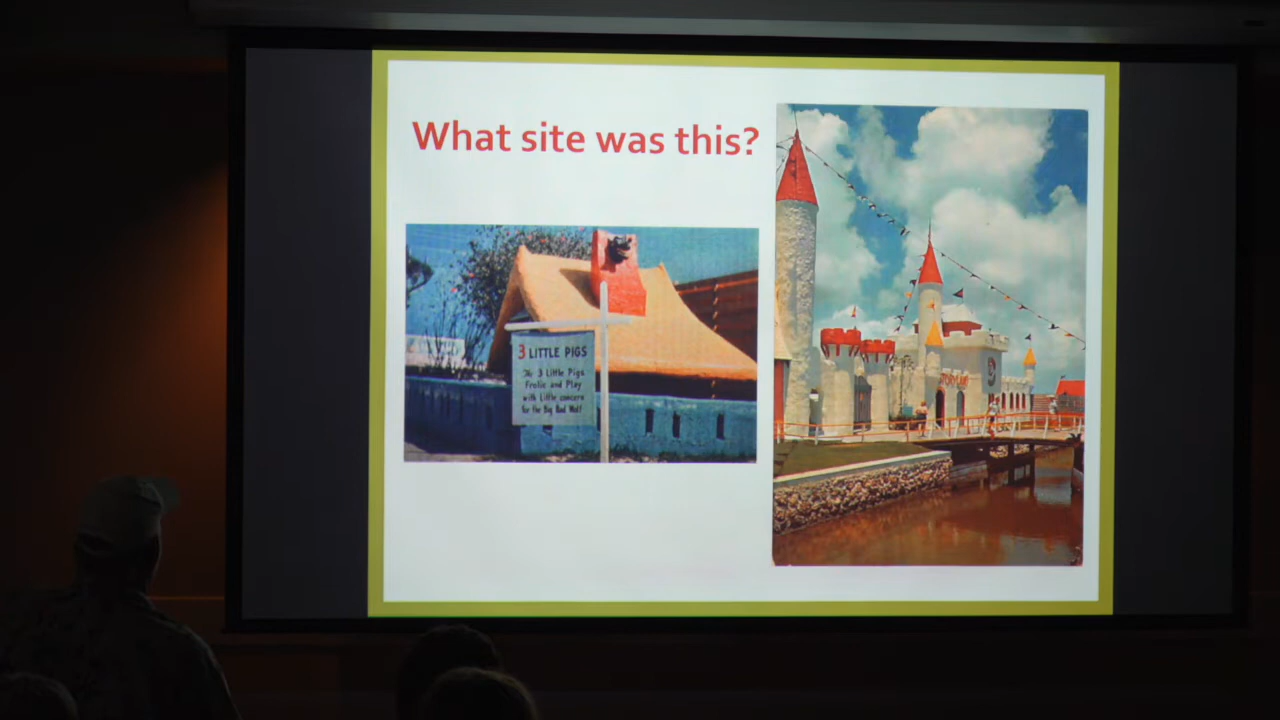 What site was this?
3 LITTLE PIGS
The 3 Little Pigs
Frolic and Play
with Little concern
for the Big Bad Wolf
STORYLAND